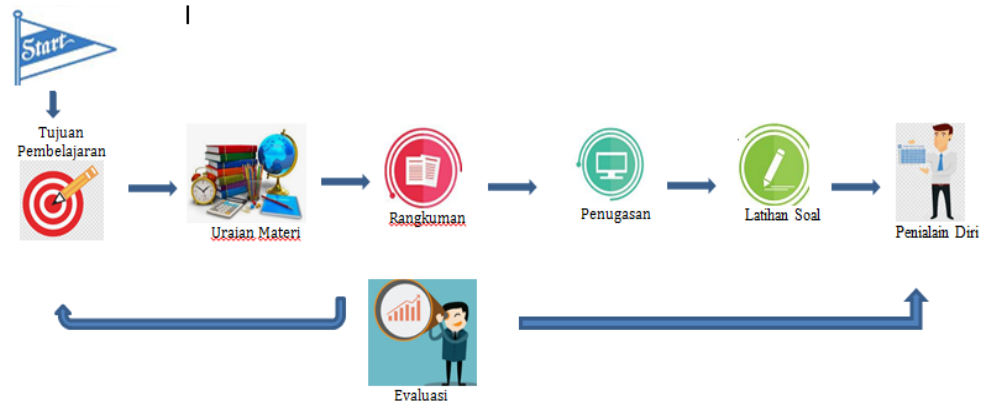 Start
Tujuan
Pembelajaran
Uraian Materi
Rangkuman
Penugasan
Latihan Soal
Penialain Diri
Evaluasi